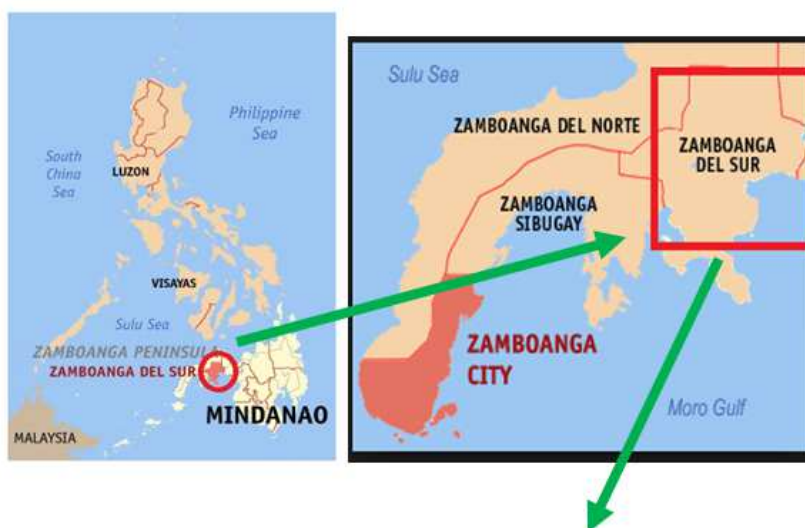 Philippine
Sea
South
China
Sea
LUZON
VISAYAS
Sulu Sea
ZAMBOANGA PENINSULA
ZAMBOANGA DEL SUR
MINDANAO
MALAYSIA
Sulu Sea
ZAMBOANGA DEL NORTE
ZAMBOANGA
DEL SUR
ZAMBOANGA
SIBUGAY
ZAMBOANGA
CITY
Moro Gulf